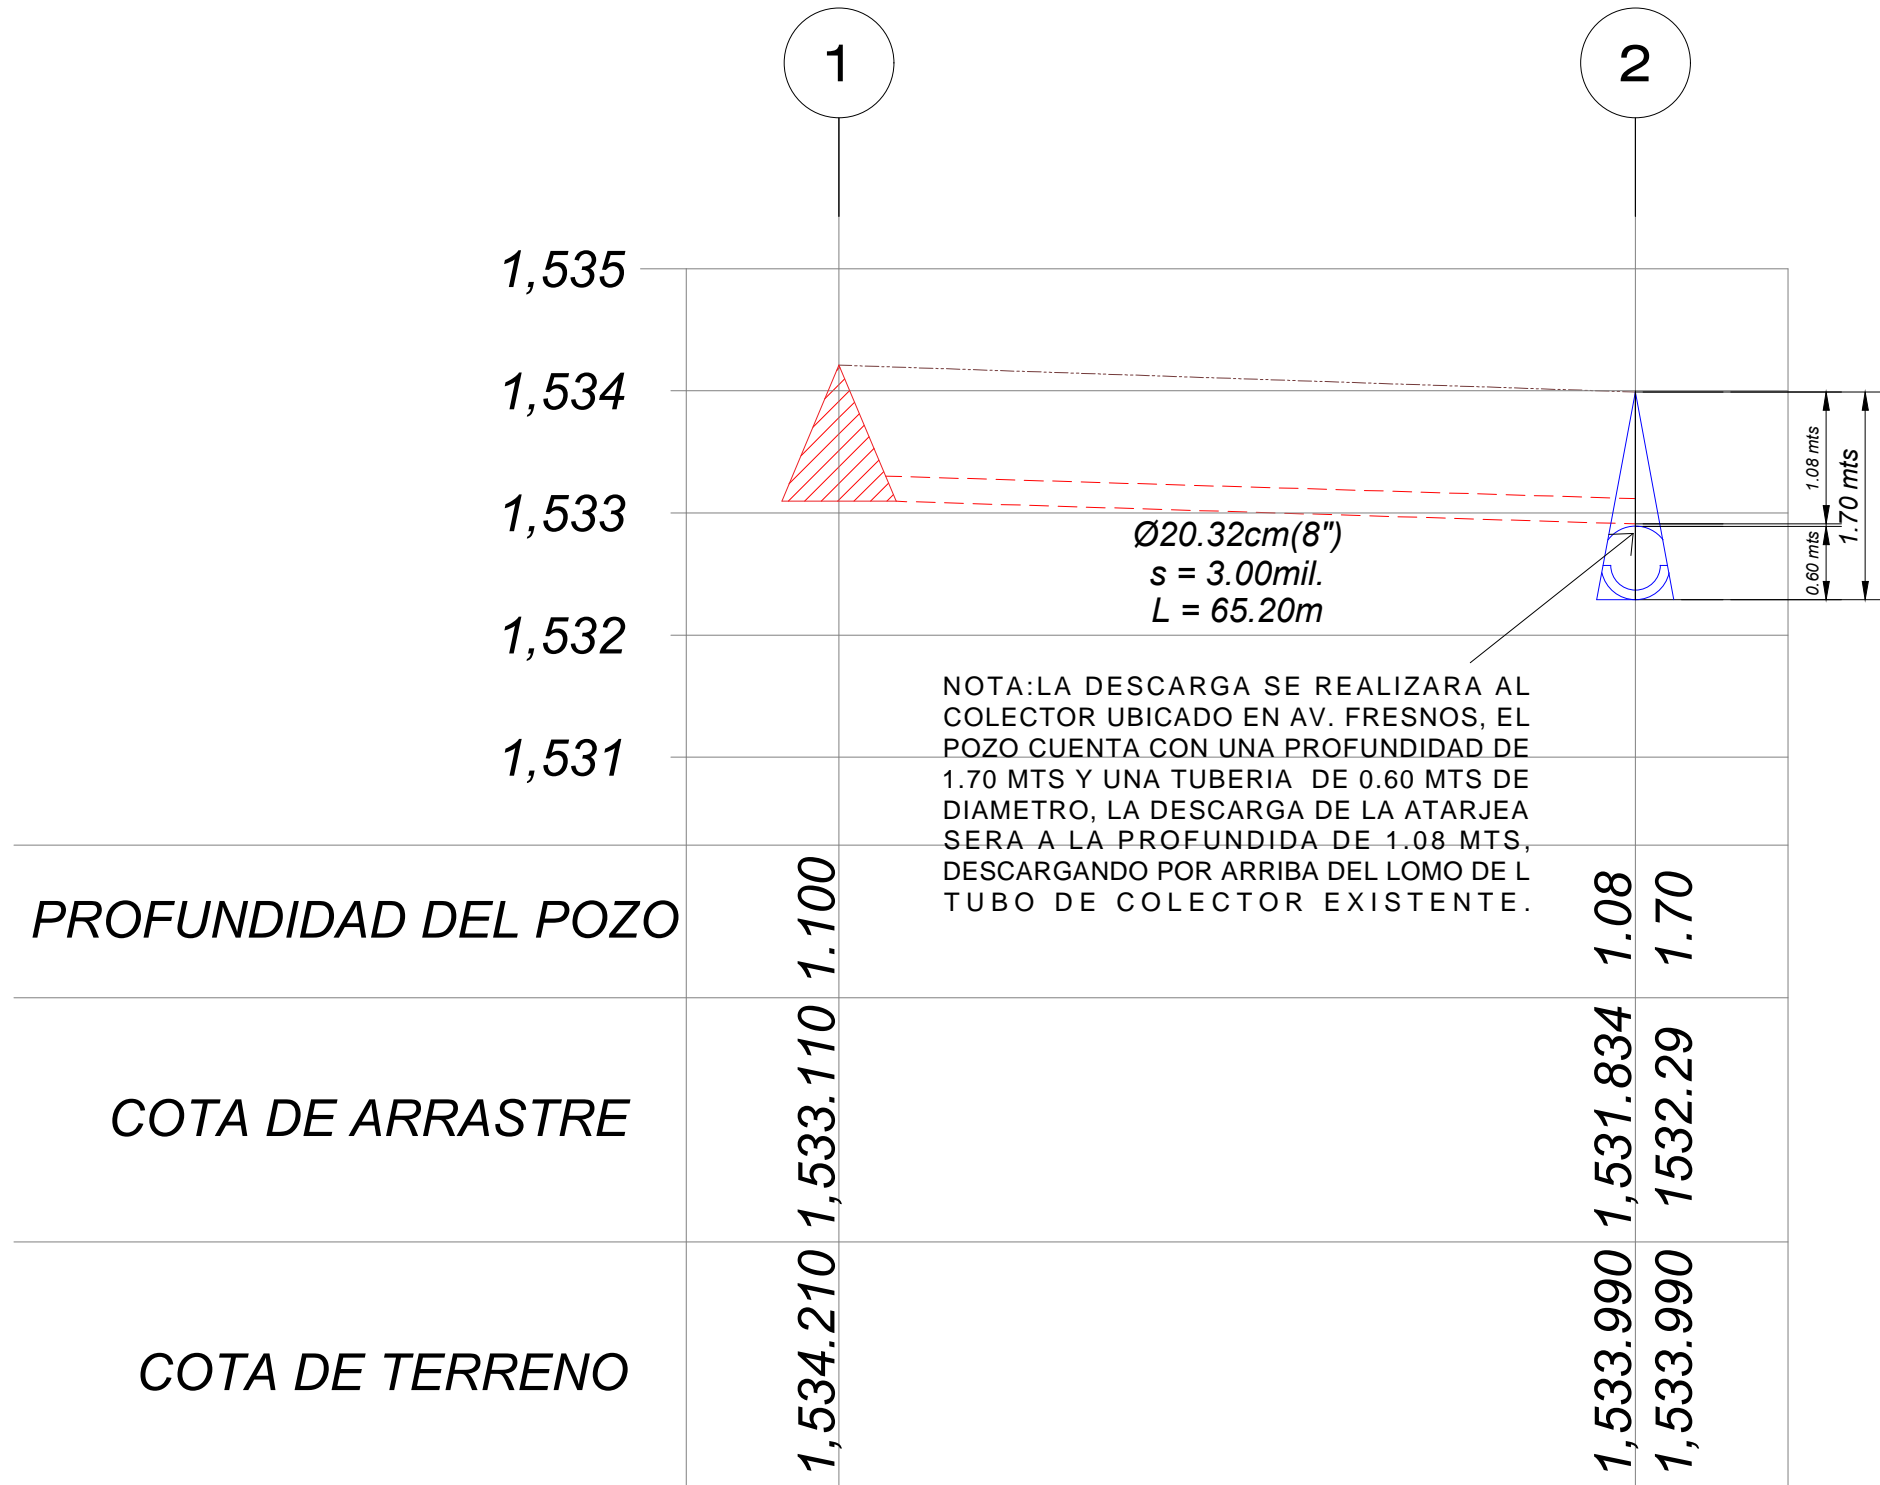 1
2
1,535
1,534
1,533
1,532
1,531
1.08 mts
1.70 mts
0.60 mts
Ø20.32cm(8")
s = 3.00mil.
L = 65.20m
NOTA:LA DESCARGA SE REALIZARA AL
COLECTOR UBICADO EN AV. FRESNOS, EL
POZO CUENTA CON UNA PROFUNDIDAD DE
1.70 MTS Y UNA TUBERIA DE 0.60 MTS DE
DIAMETRO, LA DESCARGA DE LA ATARJEA
SERA A LA PROFUNDIDA DE 1.08 MTS,
DESCARGANDO POR ARRIBA DEL LOMO DE L
TUBO DE COLECTOR EXISTENTE.
PROFUNDIDAD DEL POZO
1.100
1.08
1.70
COTA DE ARRASTRE
1,533.110
1,531.834
1532.29
COTA DE TERRENO
1,534.210
1,533.990
1,533.990